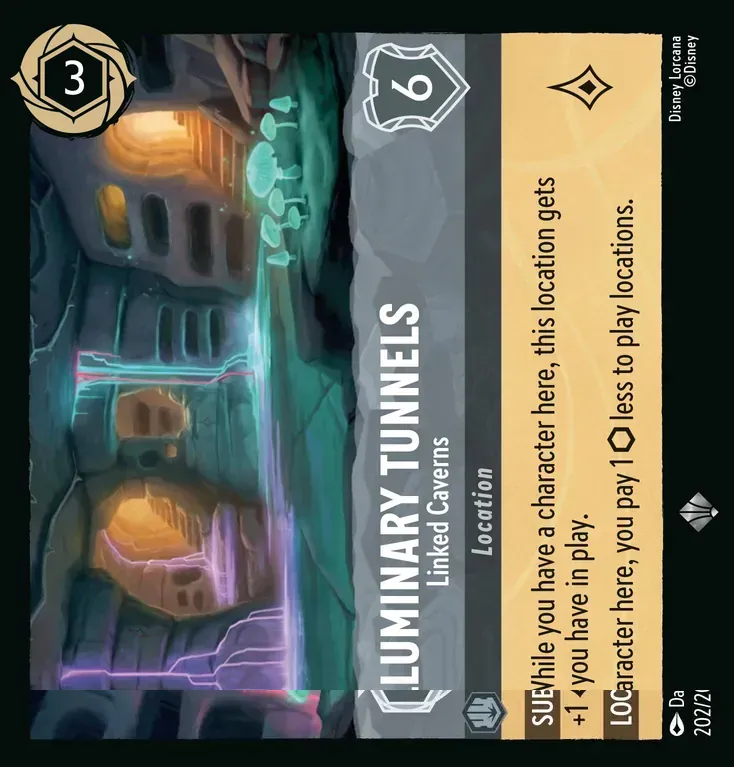 3
6
.LUMINARY TUNNELS
Linked Caverns
Location
SUB While you have a character here, this location gets
+1 you have in play.
LOC aracter here, you pay 1 less to play locations.
Da
202/2
Disney Lorcana
©Disney